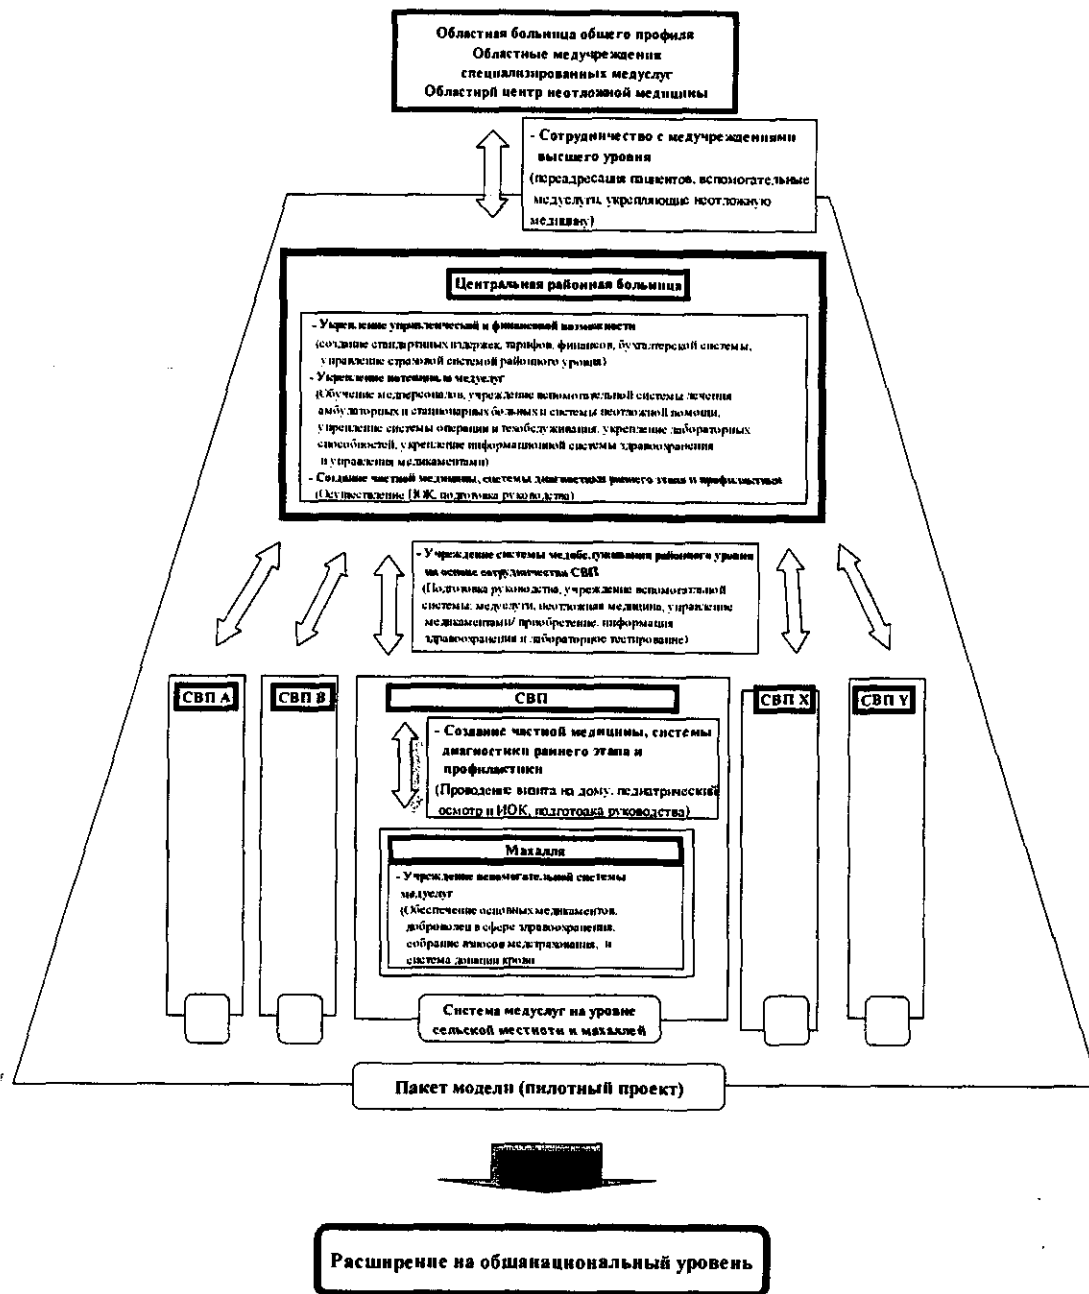 Областная больница общего профиля
Областные медучреждения
специализированных медуслуг
Областирй центр неотложной медицины
- Сотрудничество с медучреждениями
высшего уровня
(переадресация пациентов, вспомогательные
медуслуги, укрепляющие неотложную
медицину)
Центральная районная больница
- Укрепление управленческой и финансовой возможности
(создание стандартных издержек, тарифов, финансов, бухгалтерской системы,
управление страховой системой районного уровня)
- Укрепление потенциала медуслуг
(Обучение медперсоналов, учреждение вспомогательной системы лечения
амбулаторных и стационарных больных и системы неотложной помощи,
укрепление системы операции и техобслуживания, укрепление лабораторных
способностей, укрепление информационной системы здравоохранения
и управления медикаментами)
- Создание частной медицины, системы диагностики раннего этапа и профилактики
(Осуществление подготовка руководства)
- Учреждение системы медобслуживания районного уровня
на основе сотрудничества СВП
(Подготовка руководства, учреждение вспомогательной
системы: медуслуги, неотложная медицина, управление
медикаментами/ приобретение, информация
здравоохранения и лабораторное тестирование)
СВП A
СВП B
СВП
СВП X
СВП Y
- Создание частной медицины, системы
диагностики раннего этапа и
профилактики
(Проведение визита на дому, педиатрический
осмотр и ИОК, подготовка руководства)
Махалля
- Учреждение вспомогательной системы
медуслуг
(Обеспечение основных медикаментов,
доброволец в сфере здравоохранения,
собрание взносов медстрахования, и
система донации крови
Система медуслуг на уровне
сельской местноти и махаллей
Пакет модели (пилотный проект)
Расширение на общанациональный уровень